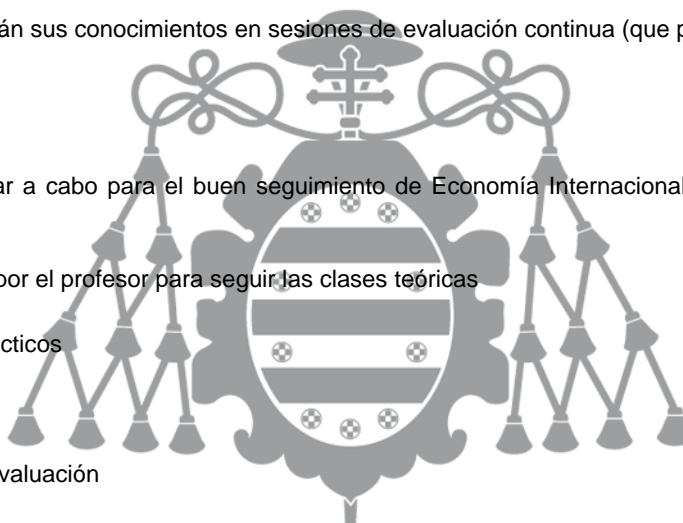 án sus conocimientos en sesiones de evaluación continua (que p
ar a cabo para el buen seguimiento de Economía Internacional
por el profesor para seguir las clases teóricas
cticos
valuación